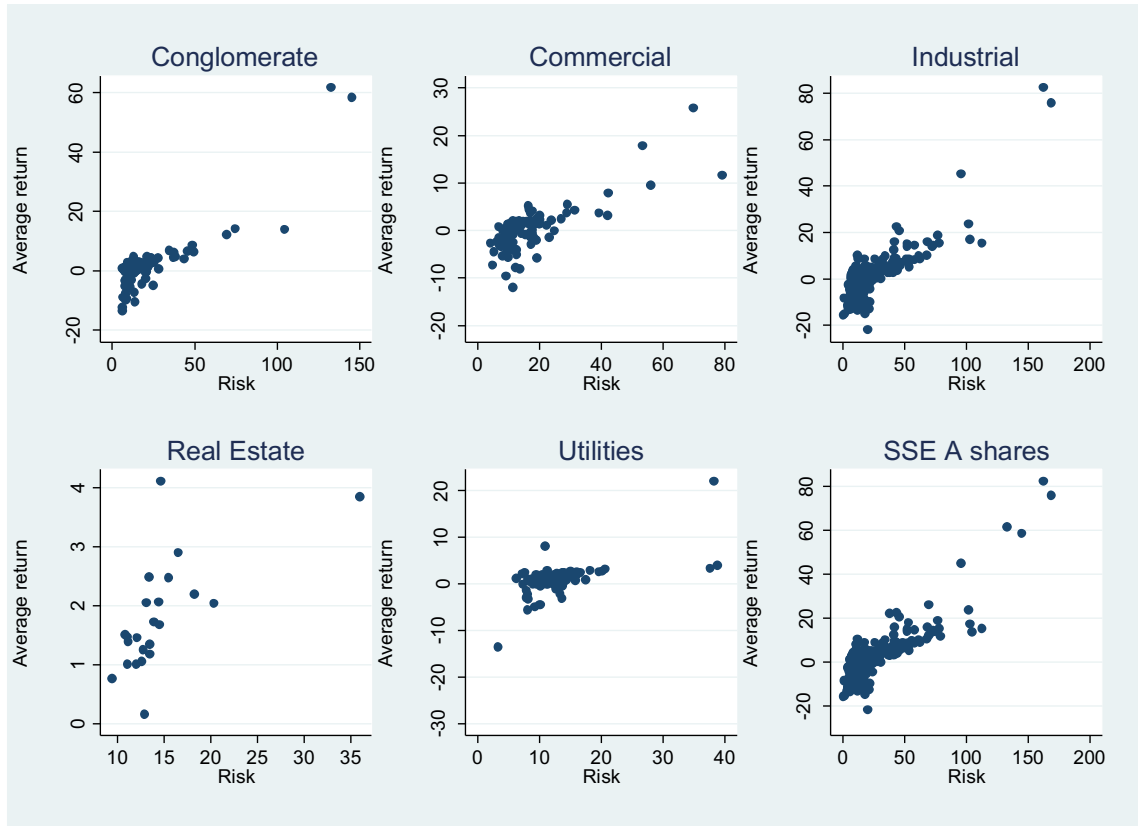 Conglomerate
Average return
60
40
20
0
-20
0 50 100 150
Risk
Commercial
Average return
30
20
10
0
-10
-20
0 20 40 60 80
Risk
Industrial
Average return
80
60
40
20
0
-20
0 50 100 150 200
Risk
Real Estate
Average return
4
3
2
1
0
10 15 20 25 30 35
Risk
Utilities
Average return
20
10
0
-10
-20
-30
0 10 20 30 40
Risk
SSE A shares
Average return
80
60
40
20
0
-20
0 50 100 150 200
Risk